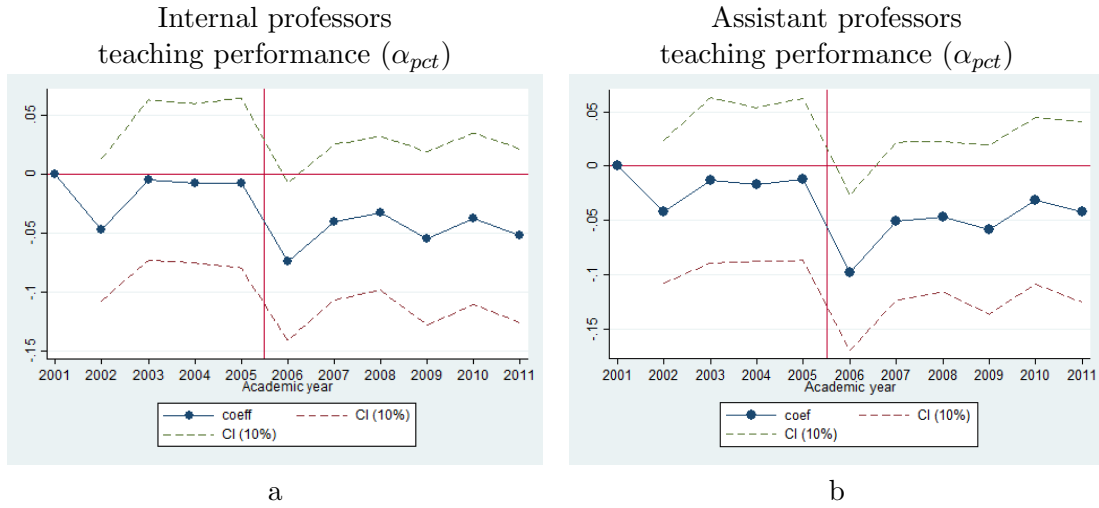 Internal professors
teaching performance (α_pct)
.05
0
-.05
-.1
-.15
2001 2002 2003 2004 2005 2006 2007 2008 2009 2010 2011
Academic year
coeff CI (10%)
CI (10%)
a
Assistant professors
teaching performance (α_pct)
.05
0
-.05
-.1
-.15
2001 2002 2003 2004 2005 2006 2007 2008 2009 2010 2011
Academic year
coef CI (10%)
CI (10%)
b